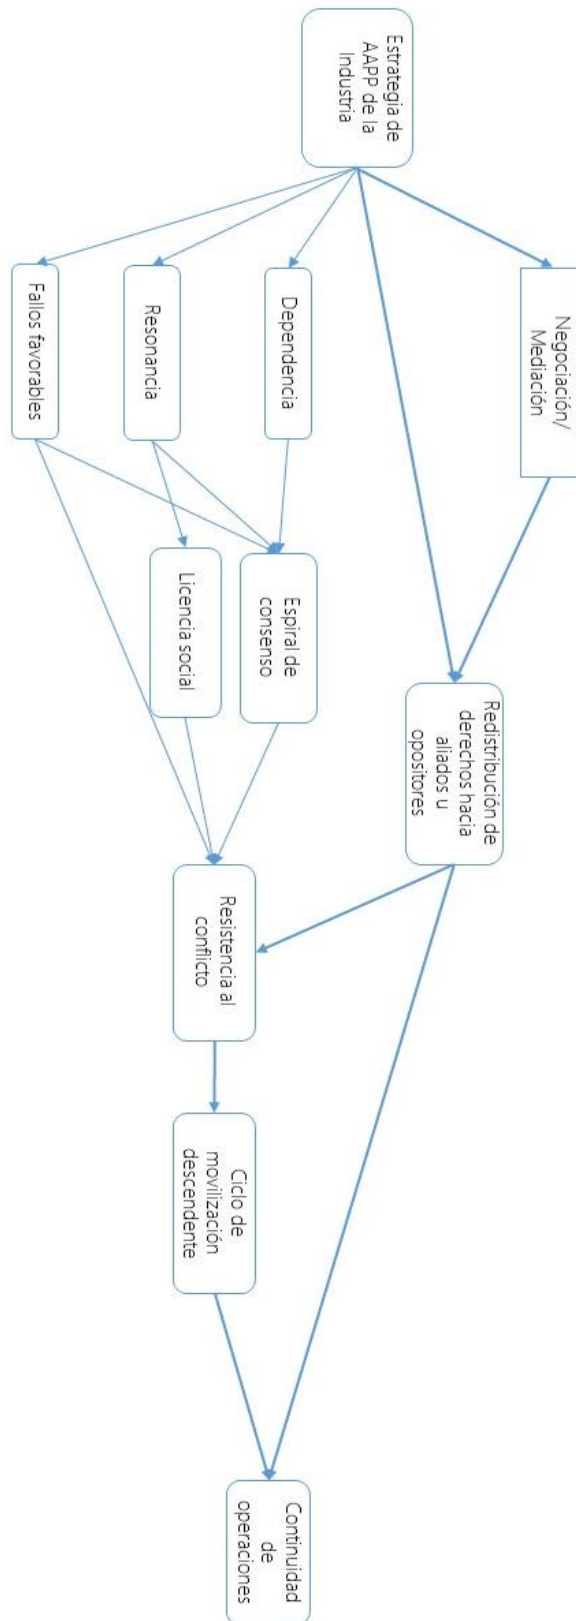 Estrategia de
AAPP de la
Industria
Negociación/
Mediación
Dependencia
Resonancia
Fallos favorables
Espiral de
consenso
Licencia social
Redistribución de
derechos hacia
aliados u
opositores
Resistencia al
conflicto
Ciclo de
movilización
descendente
Continuidad
de
operaciones